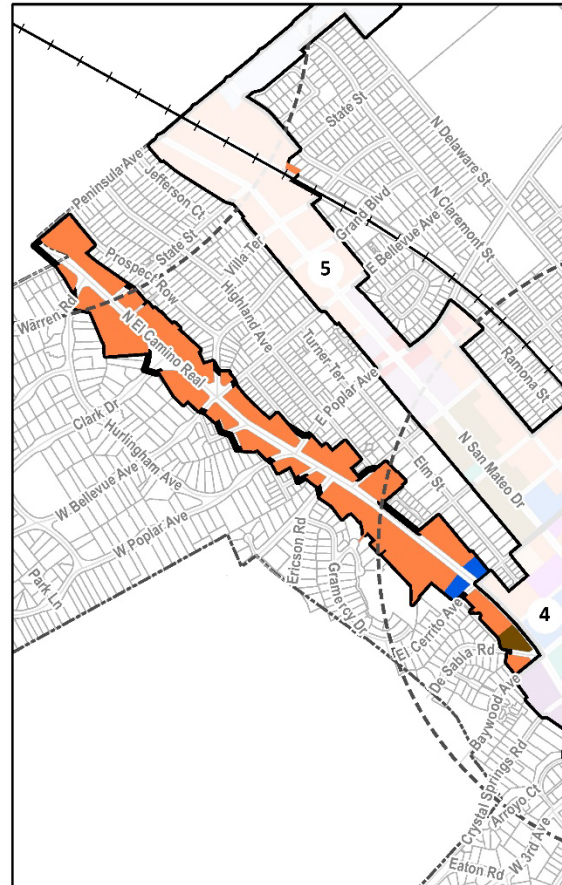 State St
N Delaware St
Peninsula Ave
Jefferson Ct
N Claremont St
Grand Blvd
Bellevue Ave
State St
Villa Ter
5
Prospect Row
Highland Ave
Warren Rd
N El Camino Real
Turner Ter
Ramona St
E Poplar Ave
Clark Dr
N San Mateo Dr
Hurlingham Ave
Elm St
W Bellevue Ave
W Poplar Ave
Ericson Rd
Gramercy Dr
Park Ln
4
El Cerrito Ave
De Sabla Rd
Baywood Ave
Crystal Springs Rd
Arroyo Ct
W 3rd Ave
Eaton Rd